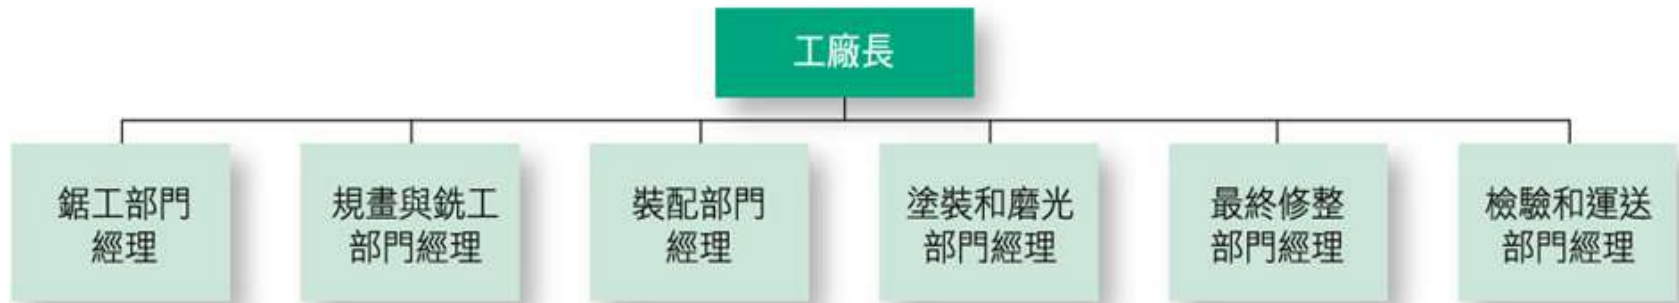 工廠長
鋸工部門
經理
規畫與銑工
部門經理
裝配部門
經理
塗裝和磨光
部門經理
最終修整
部門經理
檢驗和運送
部門經理